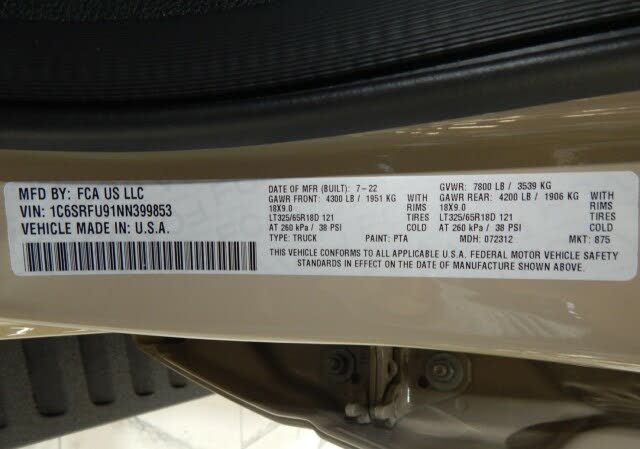 MFD BY: FCA US LLC
VIN: 1C6SRFU91NN399853
VEHICLE MADE IN: U.S.A.
DATE OF MFR (BUILT): 7-22 GVWR: 7800 LB / 3539 KG
GAWR FRONT: 4300 LB / 1951 KG WITH GAWR REAR: 4200 LB / 1906 KG WITH
18X9.0 RIMS 18X9.0 RIMS
LT325/65R18D 121 TIRES LT325/65R18D 121 TIRES
AT 260 kPa / 38 PSI COLD AT 260 kPa / 38 PSI COLD
TYPE: TRUCK PAINT: PTA MDH: 072312 MKT: 875
THIS VEHICLE CONFORMS TO ALL APPLICABLE U.S.A. FEDERAL MOTOR VEHICLE SAFETY
STANDARDS IN EFFECT ON THE DATE OF MANUFACTURE SHOWN ABOVE.